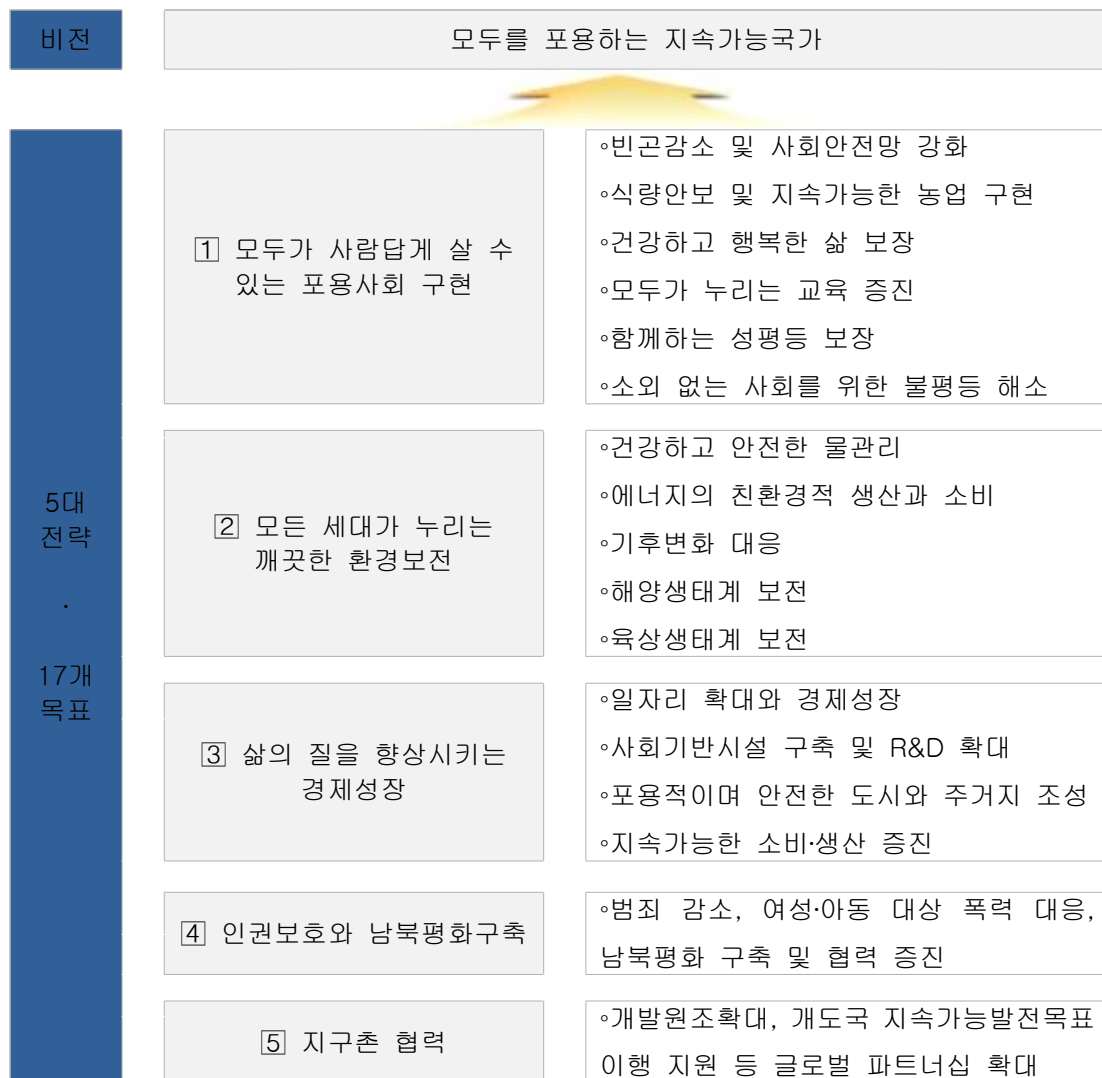 비전
모두를 포용하는 지속가능국가
5대
전략
·
17개
목표
1 모두가 사람답게 살 수
있는 포용사회 구현
◦빈곤감소 및 사회안전망 강화
◦식량안보 및 지속가능한 농업 구현
◦건강하고 행복한 삶 보장
◦모두가 누리는 교육 증진
◦함께하는 성평등 보장
◦소외 없는 사회를 위한 불평등 해소
2 모든 세대가 누리는
깨끗한 환경보전
◦건강하고 안전한 물관리
◦에너지의 친환경적 생산과 소비
◦기후변화 대응
◦해양생태계 보전
◦육상생태계 보전
3 삶의 질을 향상시키는
경제성장
◦일자리 확대와 경제성장
◦사회기반시설 구축 및 R&D 확대
◦포용적이며 안전한 도시와 주거지 조성
◦지속가능한 소비·생산 증진
4 인권보호와 남북평화구축
◦범죄 감소, 여성·아동 대상 폭력 대응,
남북평화 구축 및 협력 증진
5 지구촌 협력
◦개발원조확대, 개도국 지속가능발전목표
이행 지원 등 글로벌 파트너십 확대